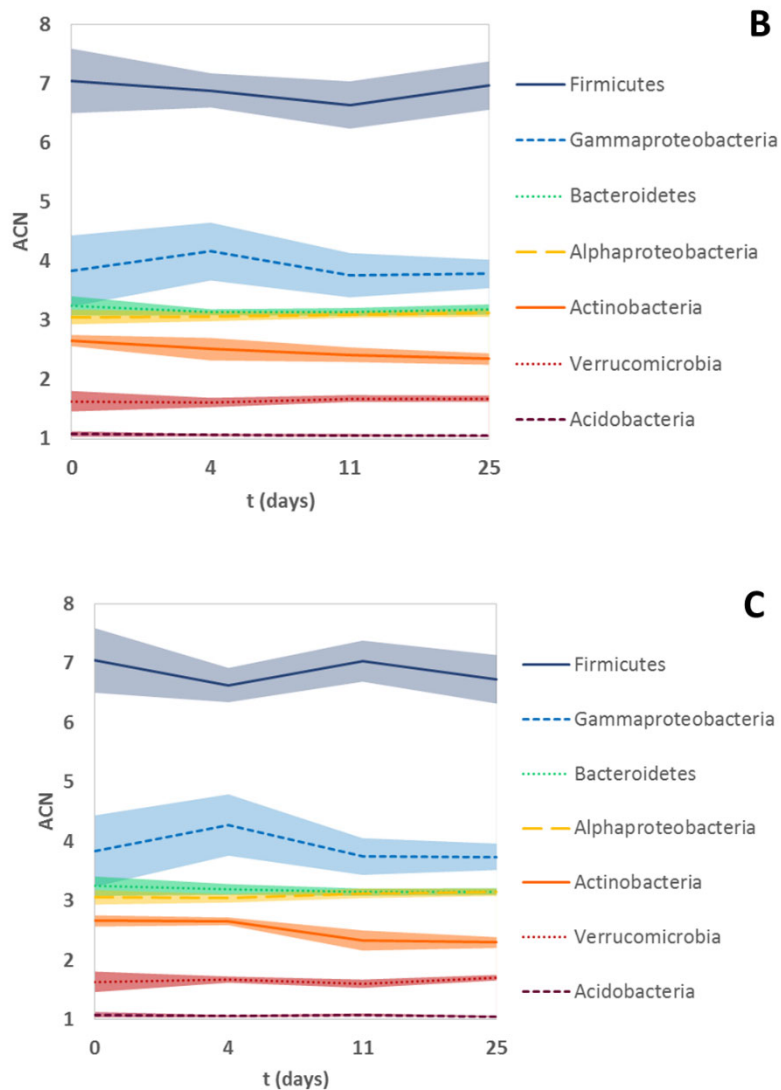 B
8
7
6
5
4
3
2
1
ACN
0 4 11 25
t (days)
Firmicutes
Gammaproteobacteria
Bacteroidetes
Alphaproteobacteria
Actinobacteria
Verrucomicrobia
Acidobacteria
C
8
7
6
5
4
3
2
1
ACN
0 4 11 25
t (days)
Firmicutes
Gammaproteobacteria
Bacteroidetes
Alphaproteobacteria
Actinobacteria
Verrucomicrobia
Acidobacteria